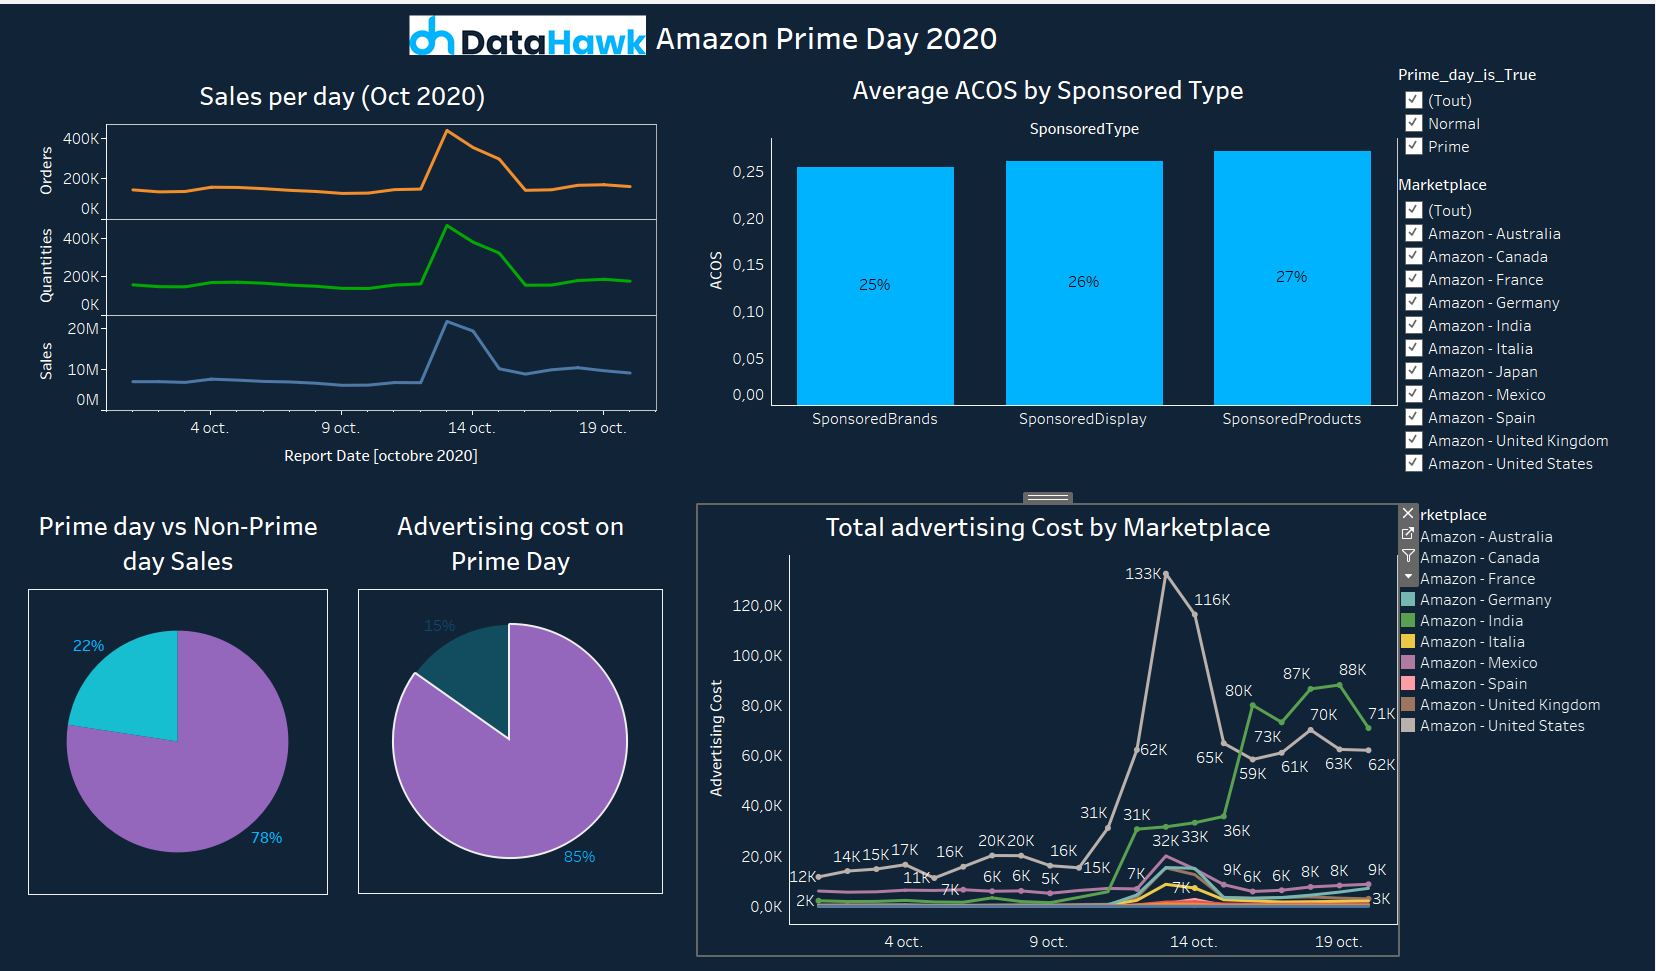 DataHawk Amazon Prime Day 2020
Sales per day (Oct 2020)
Orders
400K
200K
0K
Quantities
400K
200K
0K
Sales
20M
10M
0M
4 oct.
9 oct.
14 oct.
19 oct.
Report Date [octobre 2020]
Average ACOS by Sponsored Type
SponsoredType
ACOS
0,25
0,20
0,15
0,10
0,05
0,00
25%
26%
27%
SponsoredBrands
SponsoredDisplay
SponsoredProducts
Prime_day_is_True
(Tout)
Normal
Prime
Marketplace
(Tout)
Amazon - Australia
Amazon - Canada
Amazon - France
Amazon - Germany
Amazon - India
Amazon - Italia
Amazon - Japan
Amazon - Mexico
Amazon - Spain
Amazon - United Kingdom
Amazon - United States
Prime day vs Non-Prime
day Sales
22%
78%
Advertising cost on
Prime Day
15%
85%
Total advertising Cost by Marketplace
Advertising Cost
120,0K
100,0K
80,0K
60,0K
40,0K
20,0K
0,0K
12K
14K
15K
17K
11K
16K
20K
20K
16K
15K
31K
62K
133K
116K
65K
59K
61K
70K
63K
62K
2K
7K
6K
6K
5K
7K
31K
32K
33K
36K
80K
73K
87K
88K
71K
7K
9K
6K
6K
8K
8K
9K
3K
4 oct.
9 oct.
14 oct.
19 oct.
rketplace
Amazon - Australia
Amazon - Canada
Amazon - France
Amazon - Germany
Amazon - India
Amazon - Italia
Amazon - Mexico
Amazon - Spain
Amazon - United Kingdom
Amazon - United States